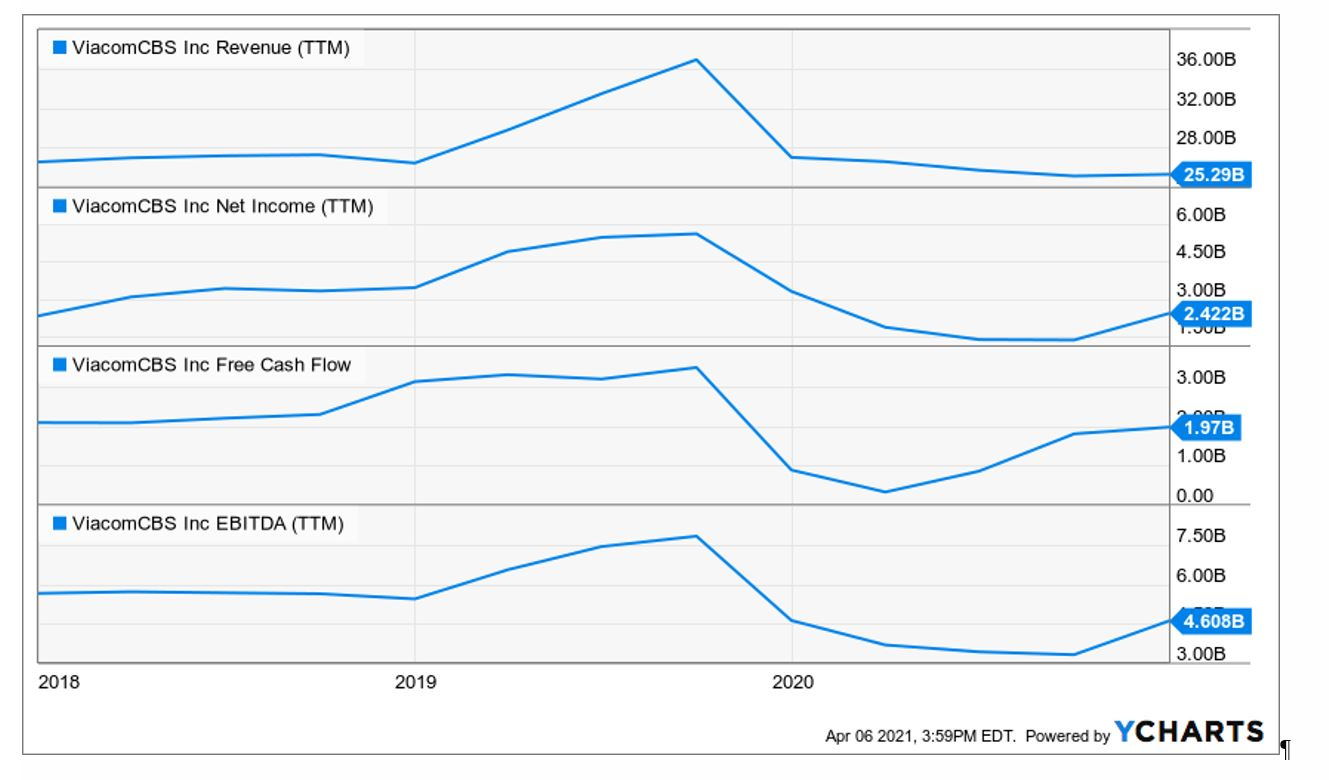 ViacomCBS Inc Revenue (TTM)
36.00B
32.00B
28.00B
25.29B
ViacomCBS Inc Net Income (TTM)
6.00B
4.50B
3.00B
2.422B
ViacomCBS Inc Free Cash Flow
3.00B
1.97B
1.00B
0.00
ViacomCBS Inc EBITDA (TTM)
7.50B
6.00B
4.608B
3.00B
2018 2019 2020
Apr 06 2021, 3:59PM EDT. Powered by YCHARTS ¶